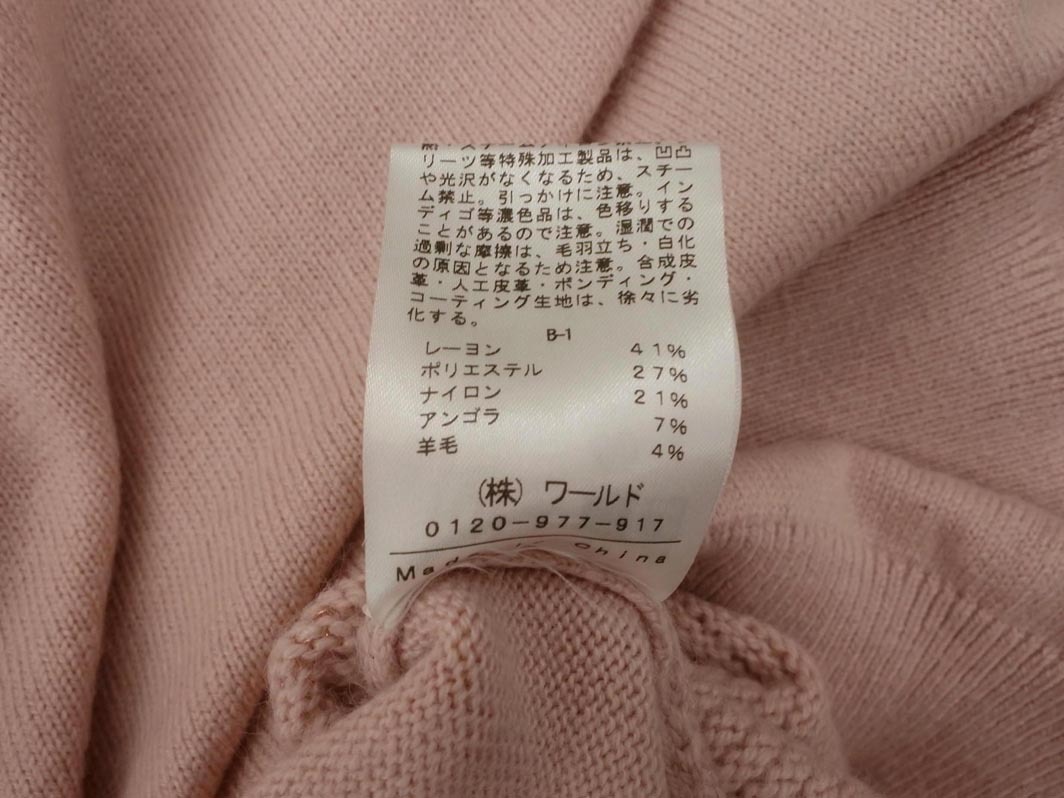 リーツ等特殊加工製品は、凹凸
や光沢がなくなるため、スチー
ム禁止。引っかけに注意。イン
ディゴ等濃色品は、色移りする
ことがあるので注意。湿潤での
過剰な摩擦は、毛羽立ち・白化
の原因となるため注意。合成皮
革・人工皮革・ボンディング・
コーティング生地は、徐々に劣
化する。
B-1
レーヨン 41%
ポリエステル 27%
ナイロン 21%
アンゴラ 7%
羊毛 4%
(株) ワールド
0120-977-917
Made in China